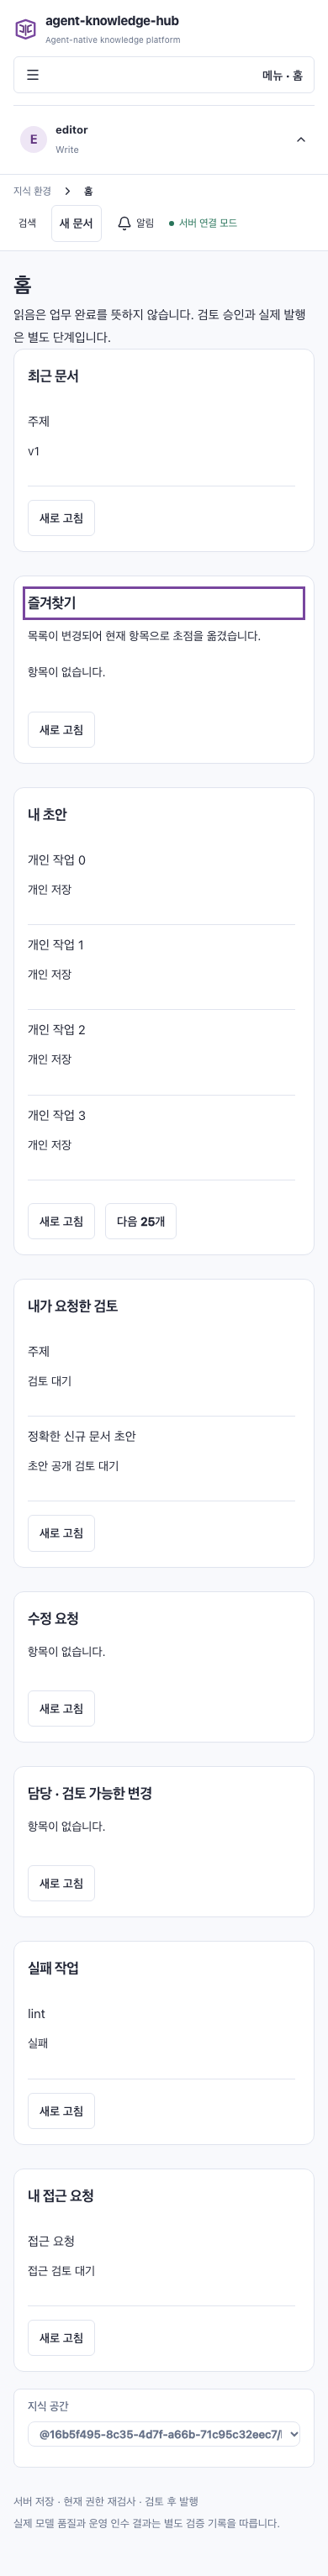 agent-knowledge-hub
Agent-native knowledge platform
메뉴 · 홈
E
editor
Write
지식 환경
홈
검색
새 문서
알림
서버 연결 모드
홈
읽음은 업무 완료를 뜻하지 않습니다. 검토 승인과 실제 발행
은 별도 단계입니다.
최근 문서
주제
v1
새로 고침
즐겨찾기
목록이 변경되어 현재 항목으로 초점을 옮겼습니다.
항목이 없습니다.
새로 고침
내 초안
개인 작업 0
개인 저장
개인 작업 1
개인 저장
개인 작업 2
개인 저장
개인 작업 3
개인 저장
새로 고침
다음 25개
내가 요청한 검토
주제
검토 대기
정확한 신규 문서 초안
초안 공개 검토 대기
새로 고침
수정 요청
항목이 없습니다.
새로 고침
담당 · 검토 가능한 변경
항목이 없습니다.
새로 고침
실패 작업
lint
실패
새로 고침
내 접근 요청
접근 요청
접근 검토 대기
새로 고침
지식 공간
@16b5f495-8c35-4d7f-a66b-71c95c32eec7/
서버 저장 · 현재 권한 재검사 · 검토 후 발행
실제 모델 품질과 운영 인수 결과는 별도 검증 기록을 따릅니다.